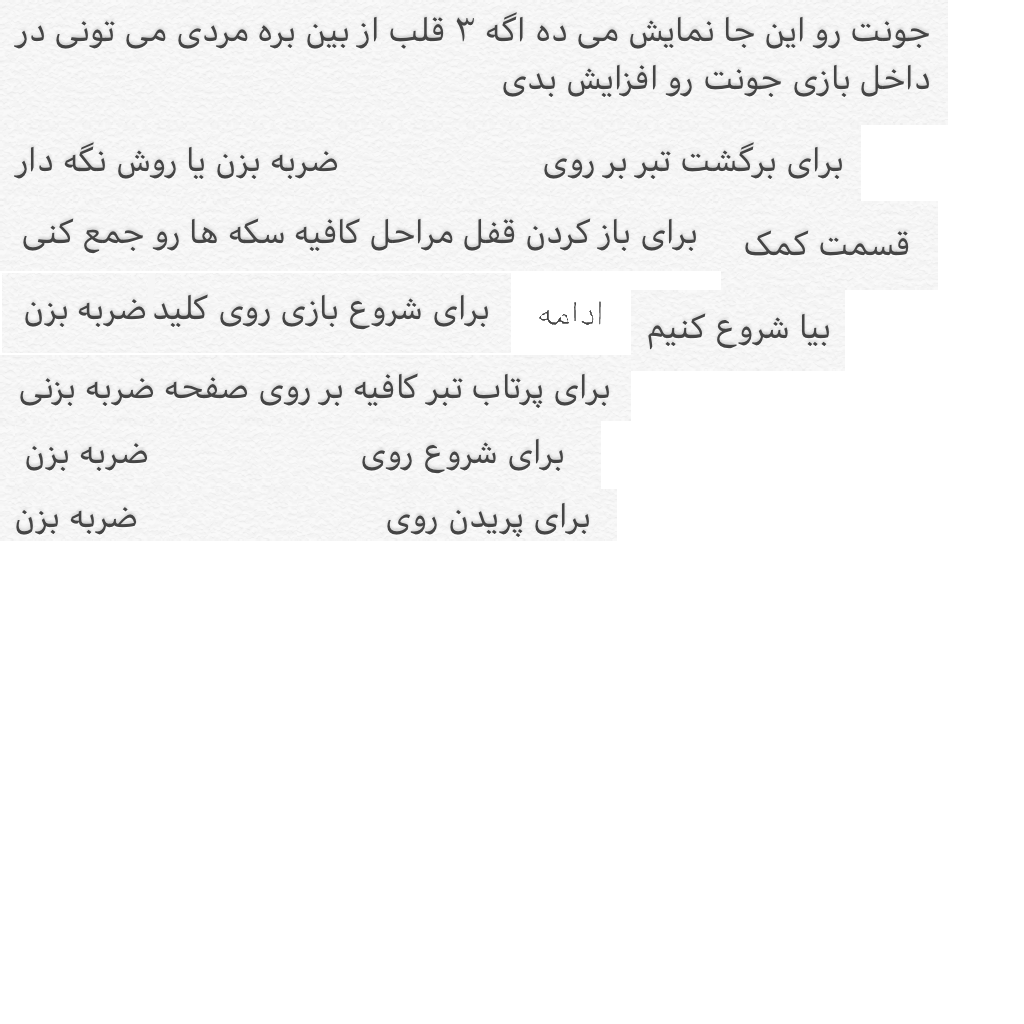 جونت رو این جا نمایش می ده اگه ۳ قلب از بین بره مردی می تونی در
داخل بازی جونت رو افزایش بدی
برای برگشت تبر بر روی ضربه بزن یا روش نگه دار
قسمت کمک
برای باز کردن قفل مراحل کافیه سکه ها رو جمع کنی
بیا شروع کنیم
ادامه
برای شروع بازی روی کلید ضربه بزن
برای پرتاب تبر کافیه بر روی صفحه ضربه بزنی
برای شروع روی ضربه بزن
برای پریدن روی ضربه بزن